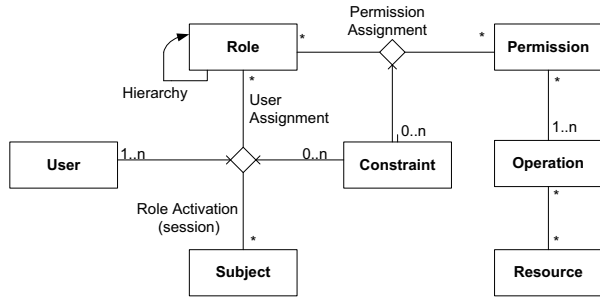 Permission
Assignment
Role
*
*
Permission
Hierarchy
*
User
Assignment
*
1..n
0..n
User
1..n
0..n
Constraint
Operation
Role Activation
(session)
*
*
*
Subject
Resource